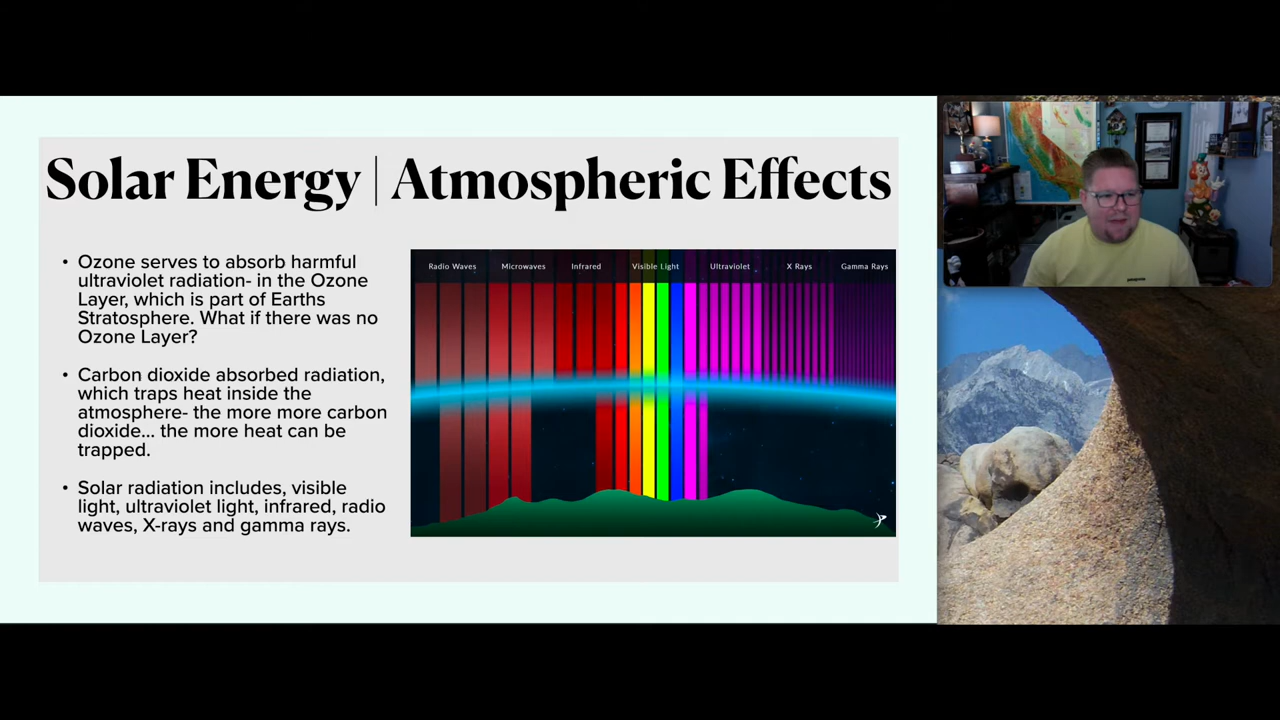 Solar Energy | Atmospheric Effects
• Ozone serves to absorb harmful
ultraviolet radiation- in the Ozone
Layer, which is part of Earths
Stratosphere. What if there was no
Ozone Layer?
• Carbon dioxide absorbed radiation,
which traps heat inside the
atmosphere- the more more carbon
dioxide... the more heat can be
trapped.
• Solar radiation includes, visible
light, ultraviolet light, infrared, radio
waves, X-rays and gamma rays.
Radio Waves Microwaves Infrared Visible Light Ultraviolet X Rays Gamma Rays